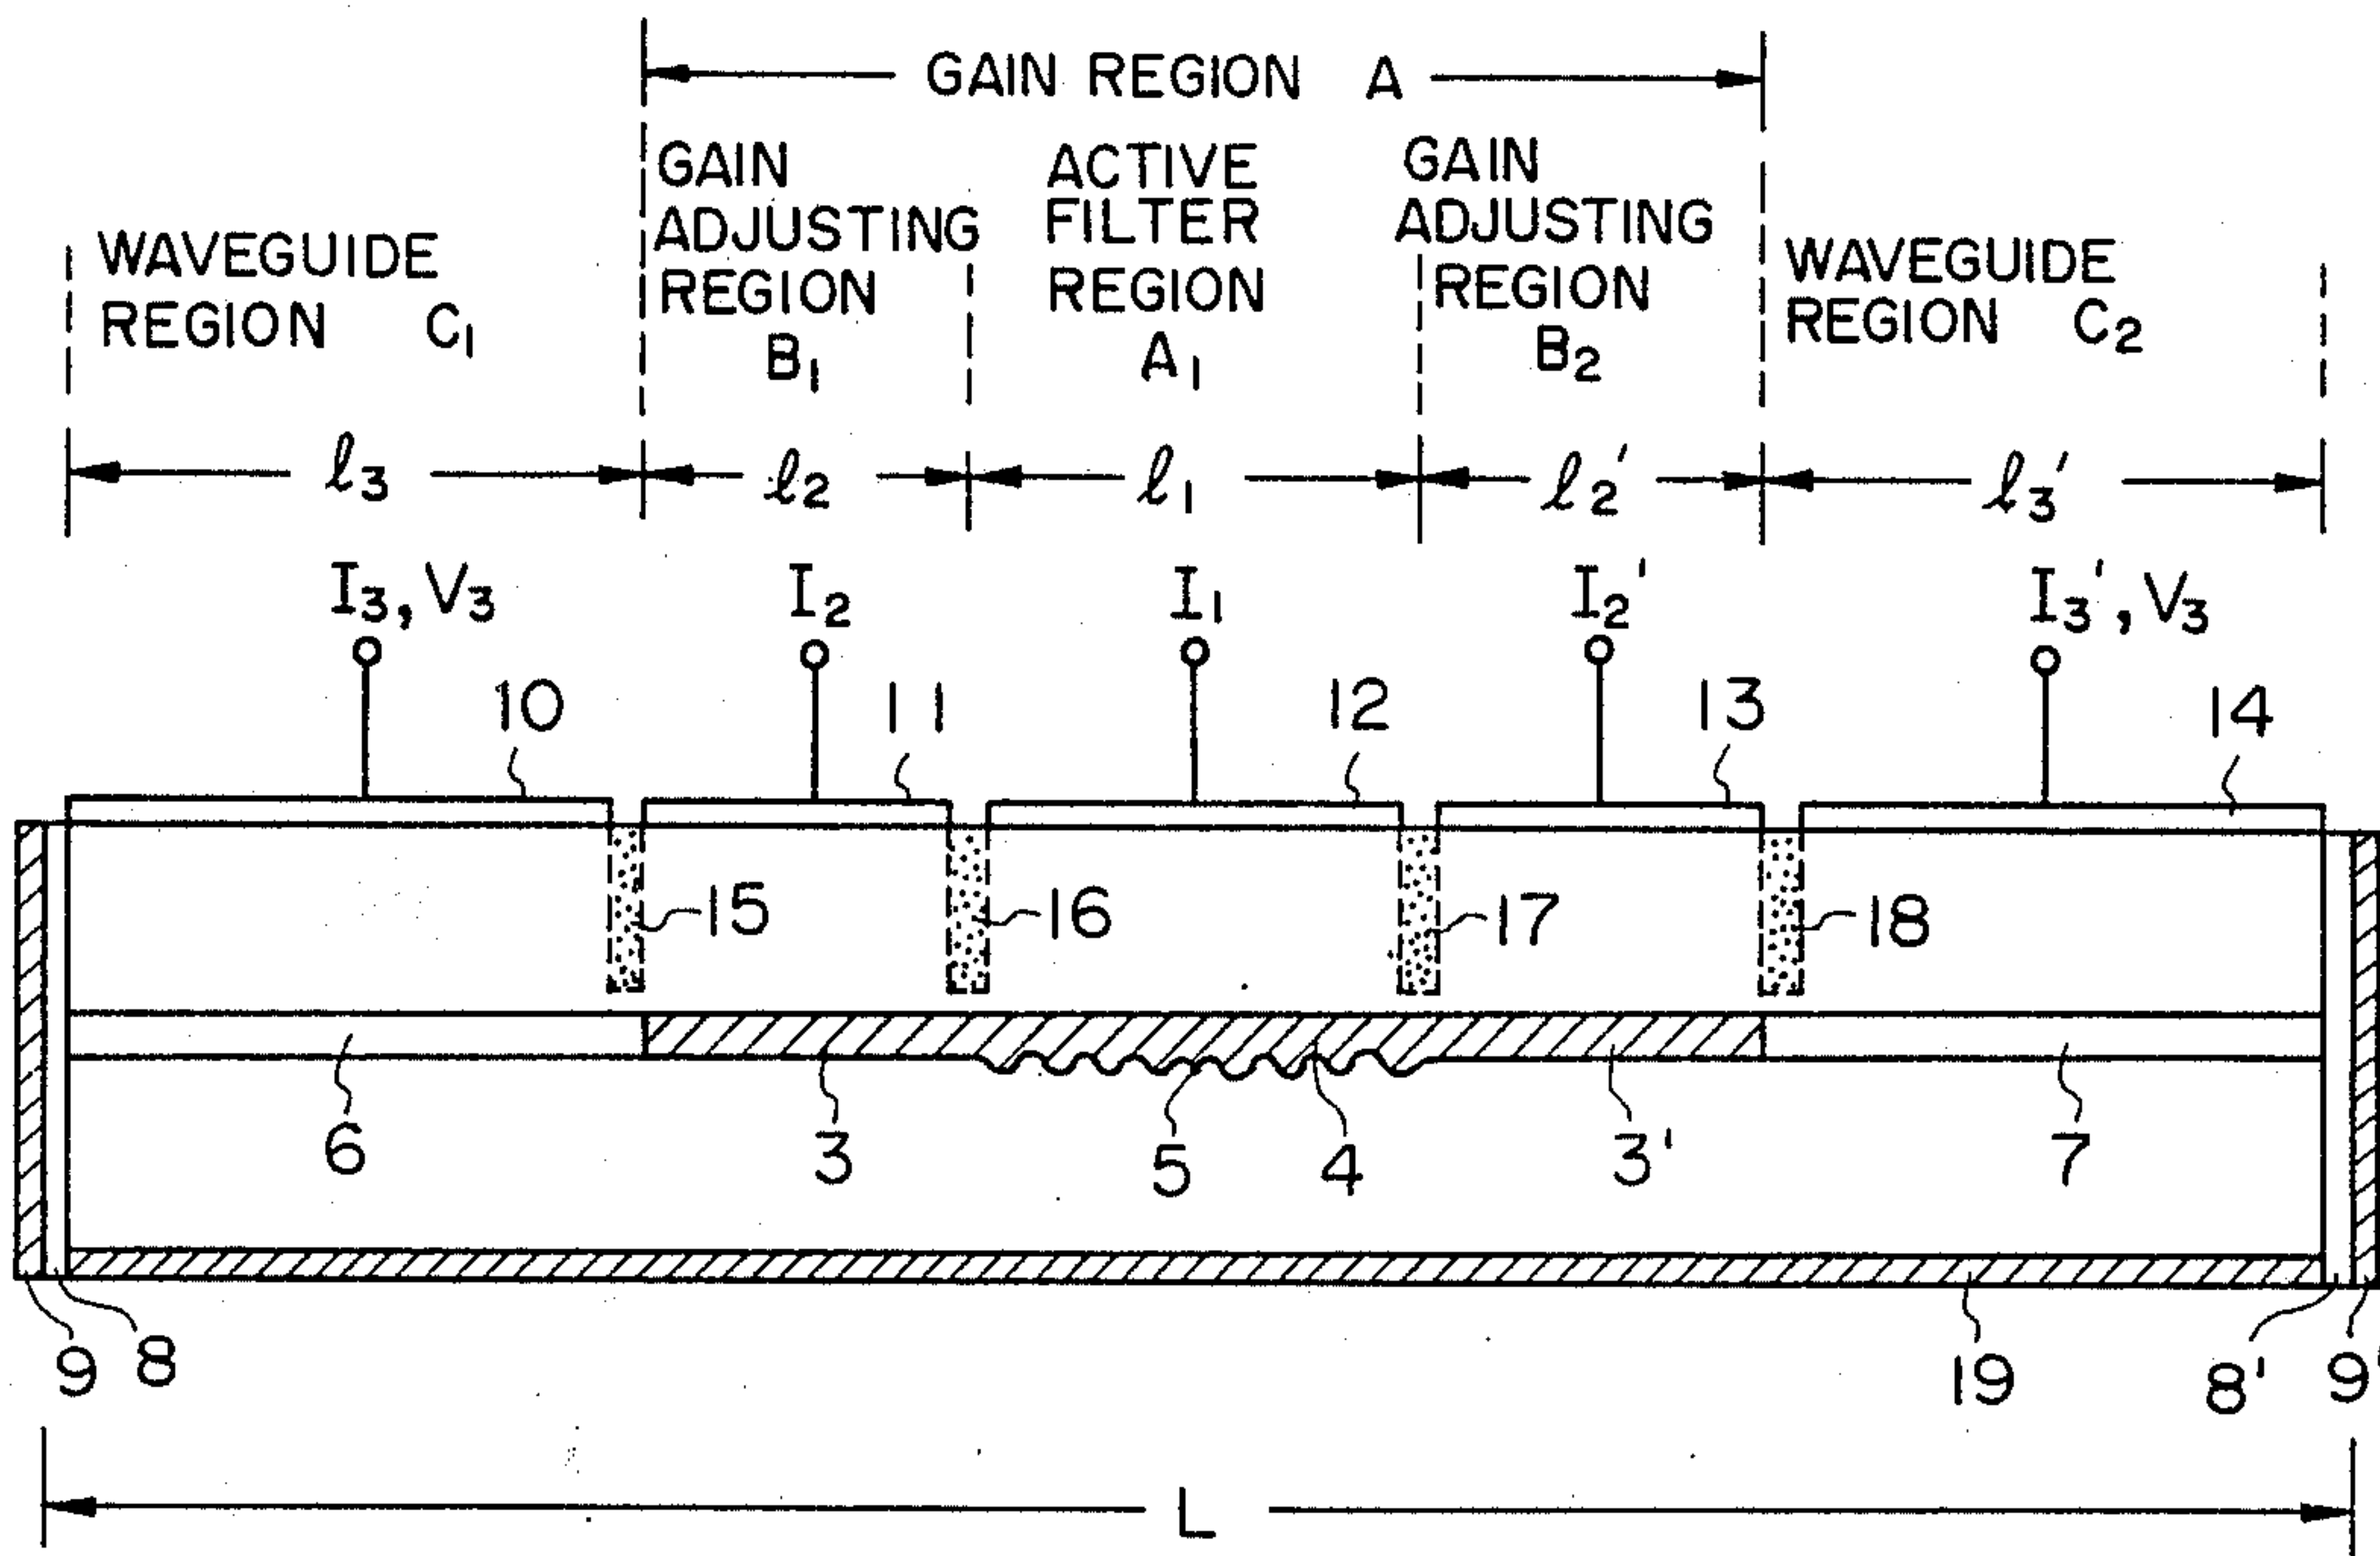 GAIN REGION A
WAVEGUIDE
REGION C₁
GAIN
ADJUSTING
REGION
B₁
ACTIVE
FILTER
REGION
A₁
GAIN
ADJUSTING
REGION
B₂
WAVEGUIDE
REGION C₂
ℓ₃ ℓ₂ ℓ₁ ℓ₂' ℓ₃'
I₃, V₃ I₂ I₁ I₂' I₃', V₃
10 11 12 13 14
15 16 17 18
6 3 5 4 3' 7
9 8 19 8' 9'
L